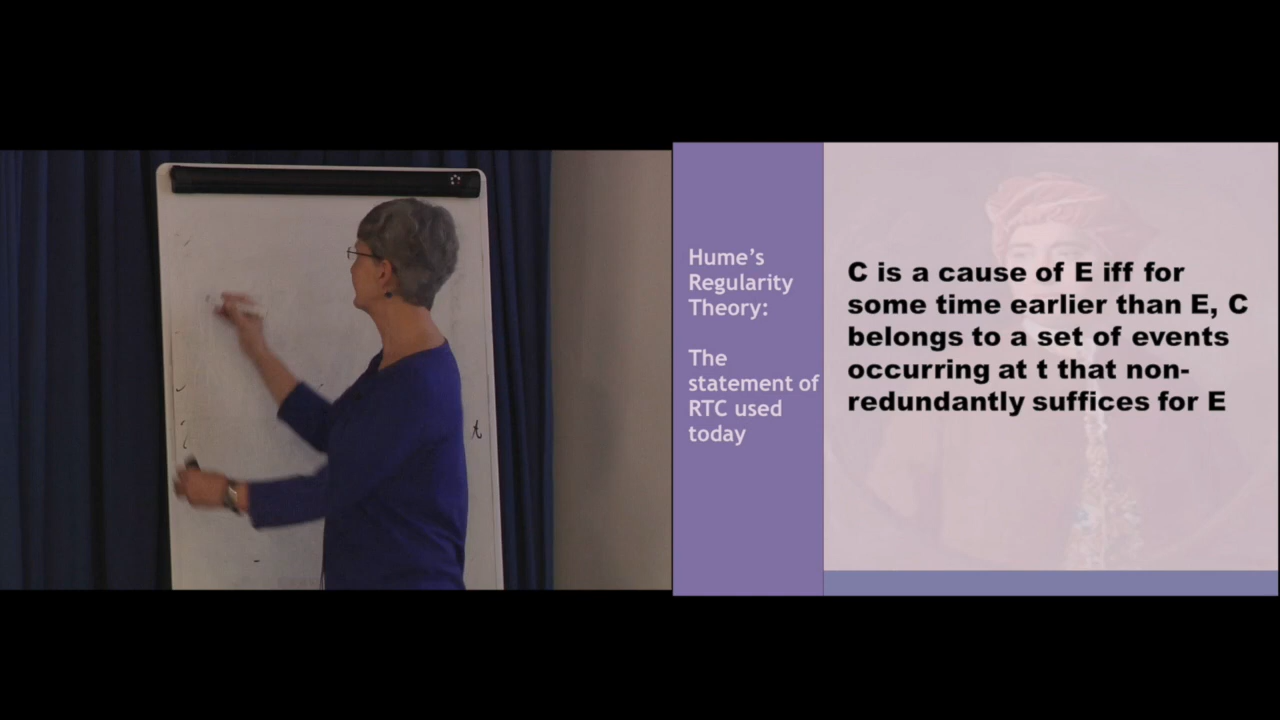 Hume's
Regularity
Theory:
The
statement of
RTC used
today
C is a cause of E iff for
some time earlier than E, C
belongs to a set of events
occurring at t that non-
redundantly suffices for E
t